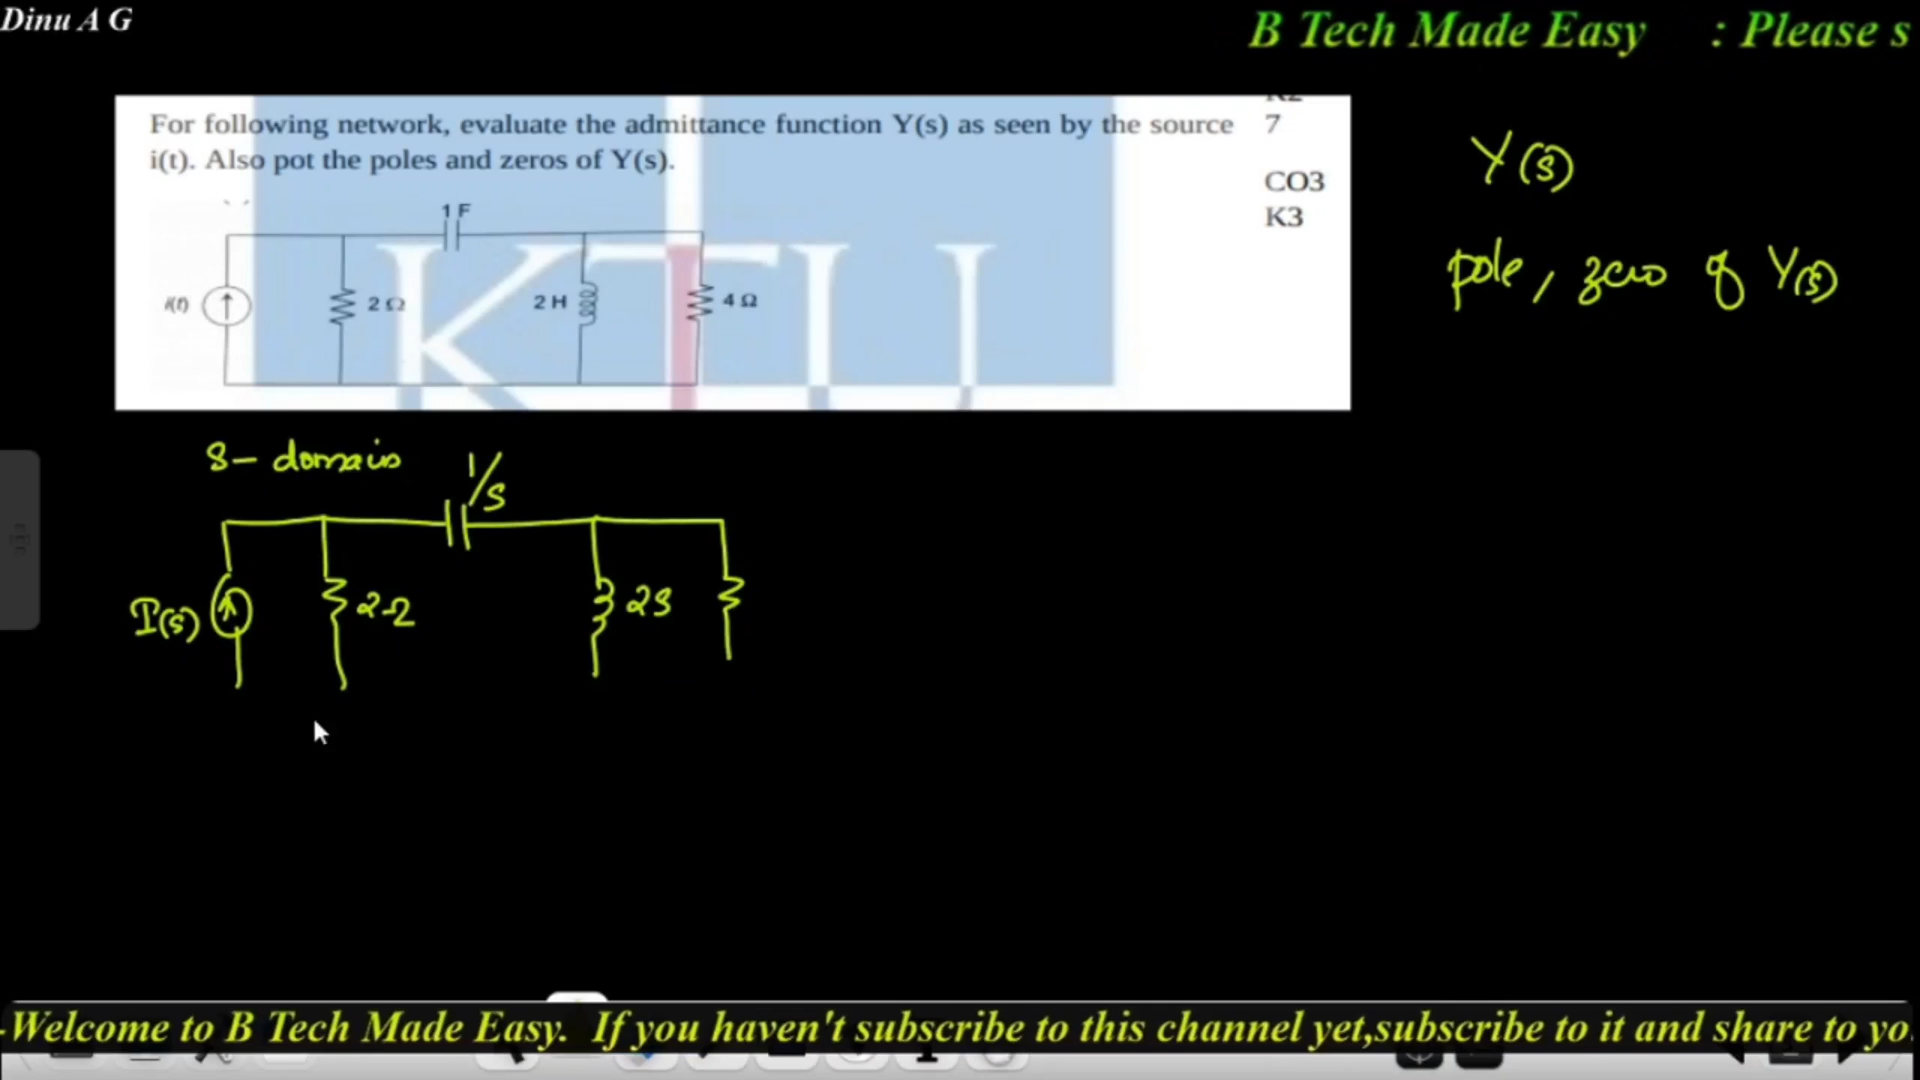 Dinu A G
B Tech Made Easy : Please s
For following network, evaluate the admittance function Y(s) as seen by the source 7
i(t). Also pot the poles and zeros of Y(s).
CO3
K3
1 F
i(t)
2 Ω
2 H
4 Ω
KTU
Y(s)
pole, zero of Y(s)
S- domain
1/s
I(s)
2Ω
2S
-Welcome to B Tech Made Easy. If you haven't subscribe to this channel yet,subscribe to it and share to yo